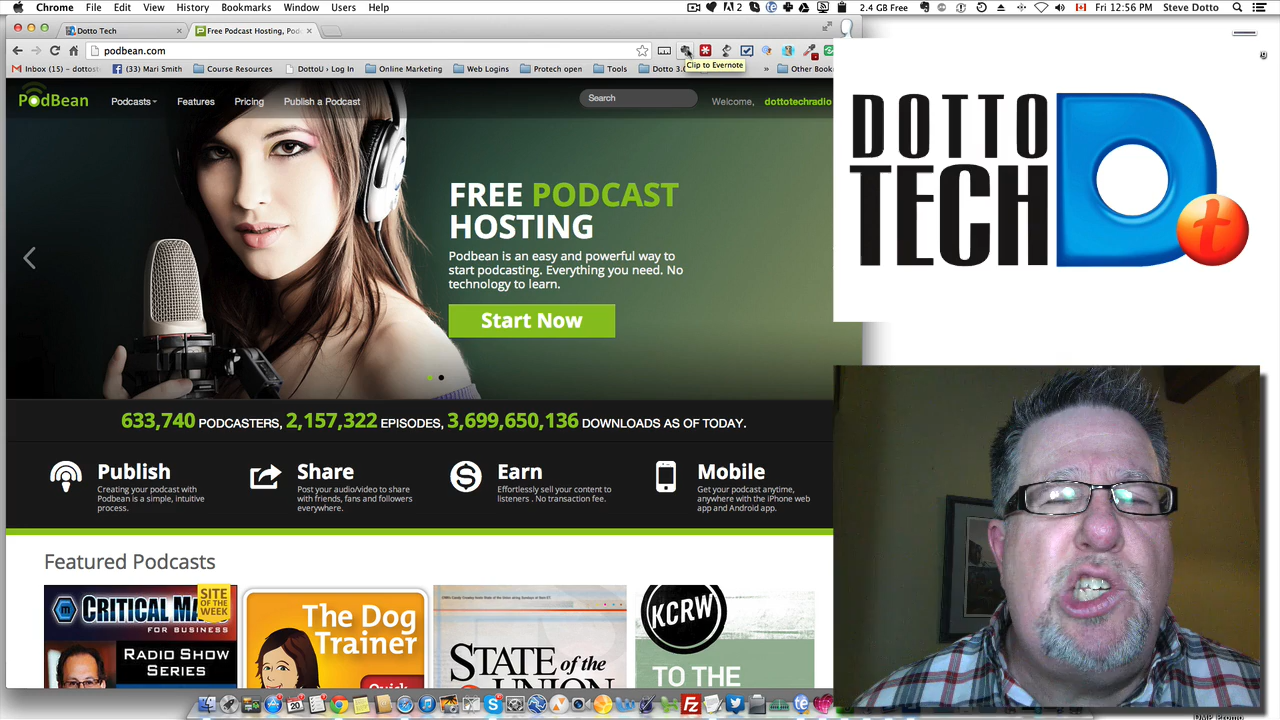 Chrome File Edit View History Bookmarks Window Users Help
2 2.4 GB Free Fri 12:56 PM Steve Dotto
Dotto Tech
Free Podcast Hosting, Pod
podbean.com
Clip to Evernote
Inbox (15) – dottost
(33) Mari Smith
Course Resources
DottoU › Log In
Online Marketing
Web Logins
Protech open
Tools
Dotto 3.0
»
Other Book
PodBean
Podcasts
Features
Pricing
Publish a Podcast
Search
Welcome, dottotechradio
FREE PODCAST
HOSTING
Podbean is an easy and powerful way to
start podcasting. Everything you need. No
technology to learn.
Start Now
633,740 PODCASTERS, 2,157,322 EPISODES, 3,699,650,136 DOWNLOADS AS OF TODAY.
Publish
Creating your podcast with
Podbean is a simple, intuitive
process.
Share
Post your audio/video to share
with friends, fans and followers
everywhere.
Earn
Effortlessly sell your content to
listeners . No transaction fee.
Mobile
Get your podcast anytime,
anywhere with the iPhone web
app and Android app.
Featured Podcasts
SITE
OF THE
WEEK
CRITICAL MA
FOR BUSINESS
RADIO SHOW
SERIES
The Dog
Trainer
Quick
STATE of the
UNION
KCRW
TO THE
DOTTO
TECH
t